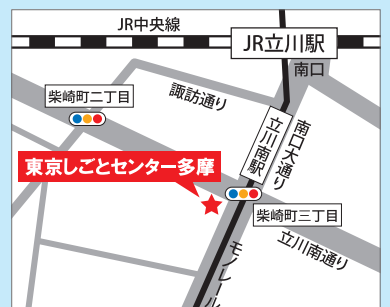 JR中央線
JR立川駅
南口
柴崎町二丁目
諏訪通り
立川南駅
南口大通り
東京しごとセンター多摩
柴崎町三丁目
立川南通り
モノレール